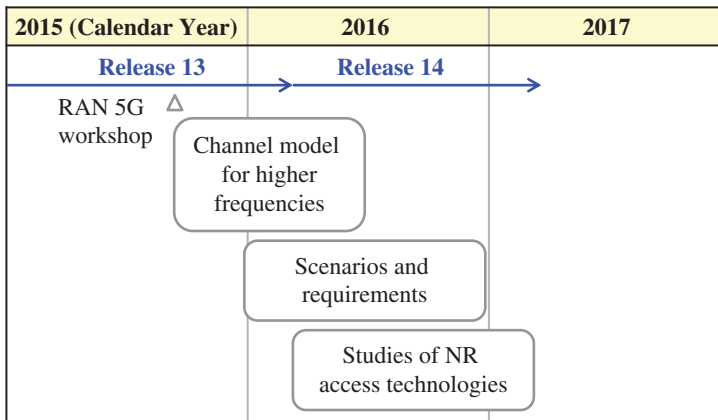 2015 (Calendar Year)
2016
2017
Release 13
Release 14
RAN 5G
workshop
Channel model
for higher
frequencies
Scenarios and
requirements
Studies of NR
access technologies